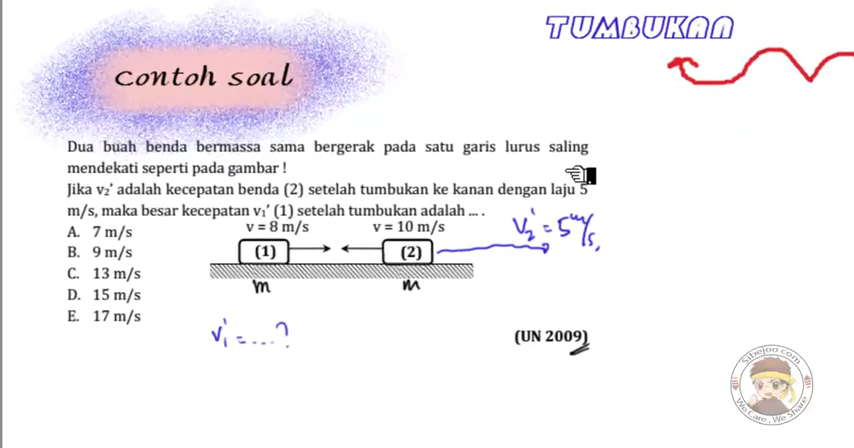 TUMBUKAN
Contoh soal
Dua buah benda bermassa sama bergerak pada satu garis lurus saling
mendekati seperti pada gambar !
Jika v₂' adalah kecepatan benda (2) setelah tumbukan ke kanan dengan laju 5
m/s, maka besar kecepatan v₁' (1) setelah tumbukan adalah ... .
A. 7 m/s
B. 9 m/s
C. 13 m/s
D. 15 m/s
E. 17 m/s
v = 8 m/s v = 10 m/s
(1) (2)
m m
v₂' = 5 m/s,
v₁' = ....?
(UN 2009)
Sibejoo.com
We Care, We Share